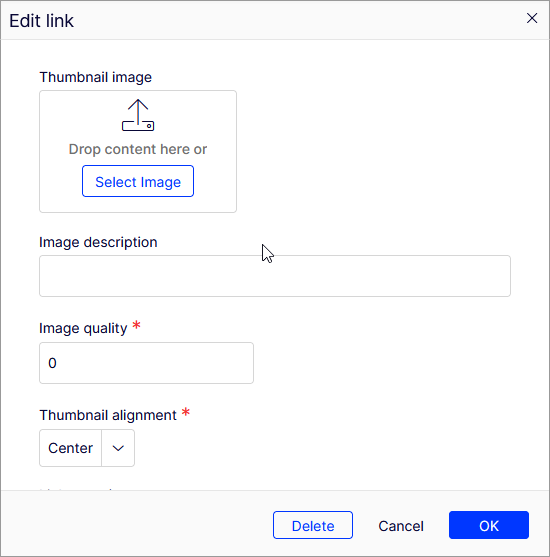 Edit link
Thumbnail image
Drop content here or
Select Image
Image description
Image quality *
0
Thumbnail alignment *
Center
Delete
Cancel
OK